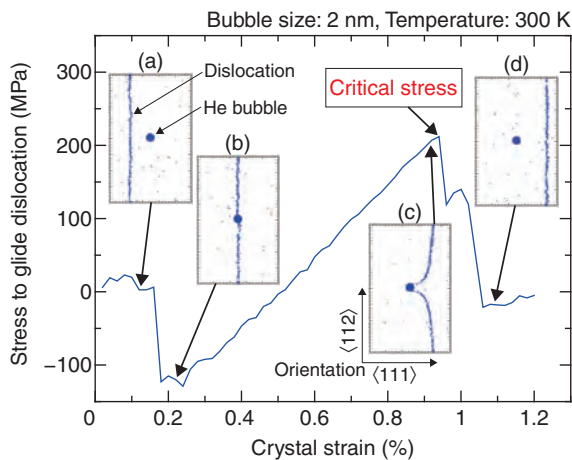 Bubble size: 2 nm, Temperature: 300 K
Stress to glide dislocation (MPa)
300
200
100
0
−100
(a)
Dislocation
He bubble
(b)
Critical stress
(d)
(c)
⟨112⟩
Orientation
⟨111⟩
0
0.2
0.4
0.6
0.8
1
1.2
Crystal strain (%)